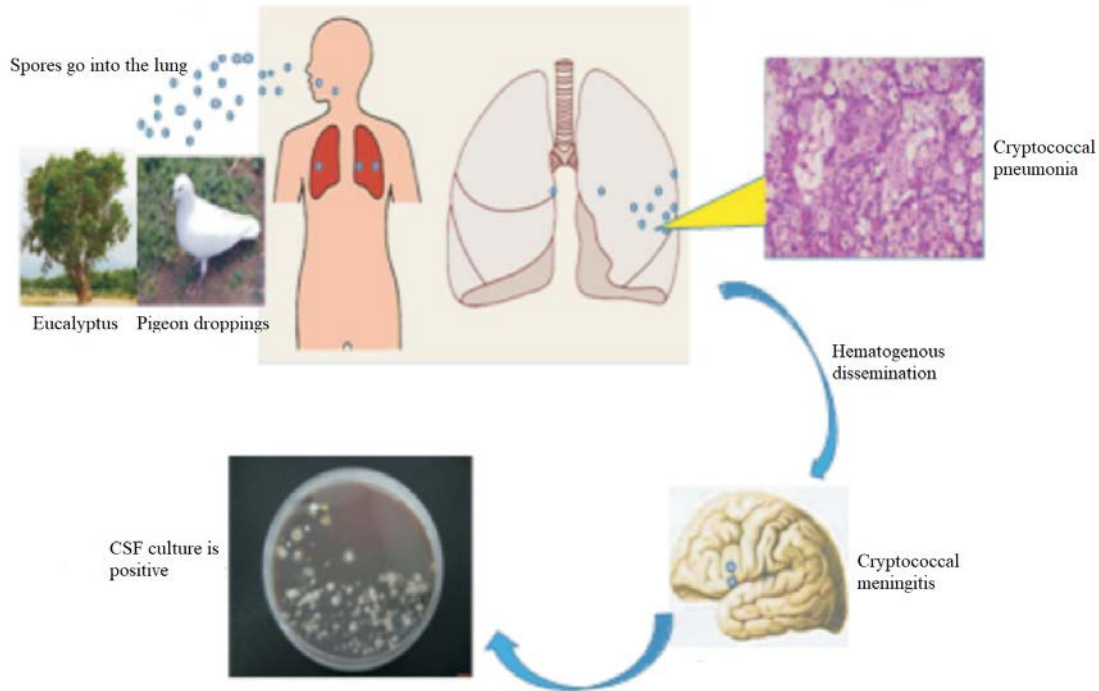 Spores go into the lung
Eucalyptus
Pigeon droppings
Cryptococcal
pneumonia
Hematogenous
dissemination
Cryptococcal
meningitis
CSF culture is
positive